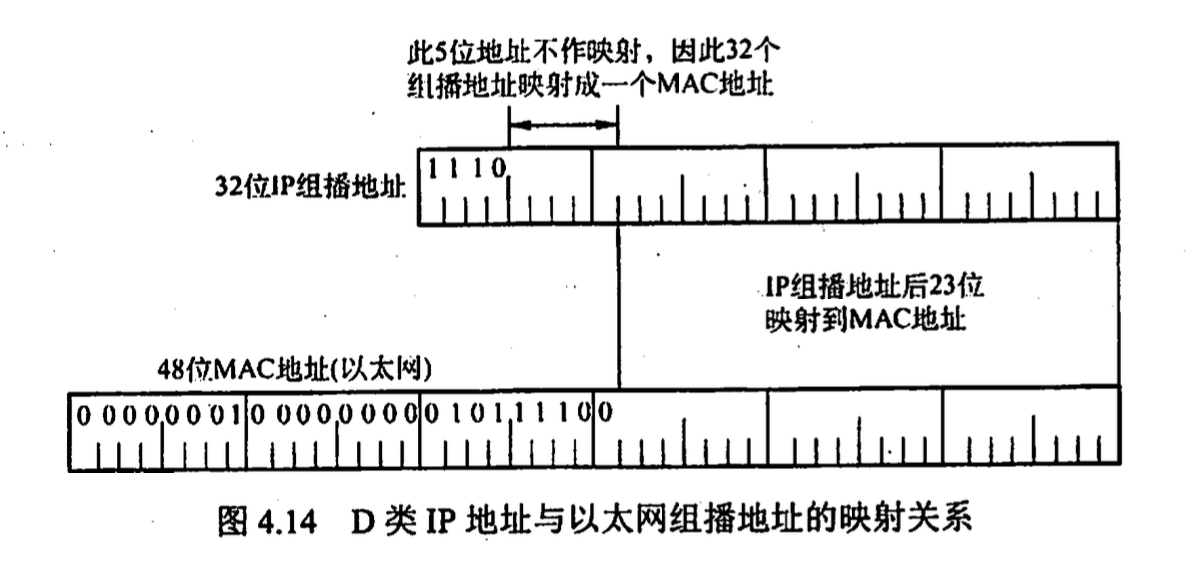 此5位地址不作映射，因此32个
组播地址映射成一个MAC地址
32位IP组播地址
1 1 1 0
IP组播地址后23位
映射到MAC地址
48位MAC地址(以太网)
0 0 0 0 0 0 0 1 0 0 0 0 0 0 0 0 0 1 0 1 1 1 1 0 0
图 4.14 D 类 IP 地址与以太网组播地址的映射关系